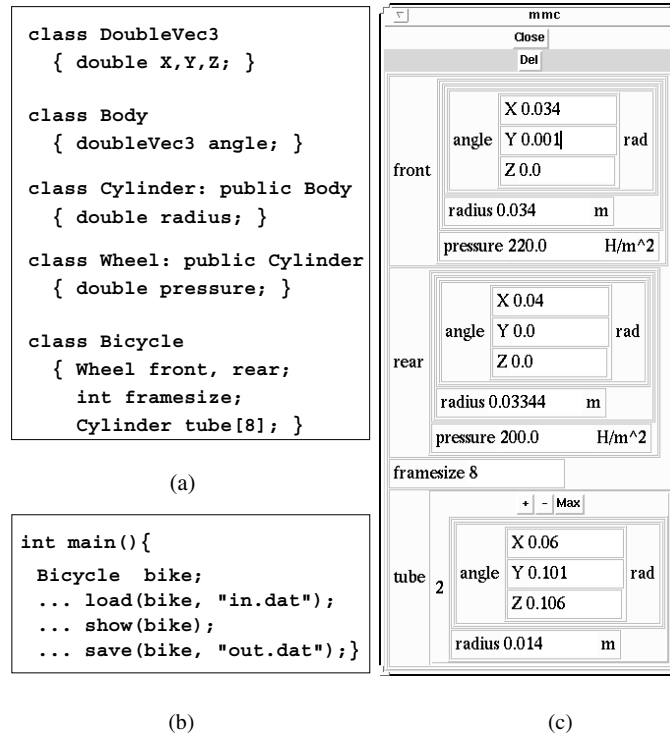 class DoubleVec3
{ double X,Y,Z; }
class Body
{ doubleVec3 angle; }
class Cylinder: public Body
{ double radius; }
class Wheel: public Cylinder
{ double pressure; }
class Bicycle
{ Wheel front, rear;
int framesize;
Cylinder tube[8]; }
(a)
int main(){
Bicycle bike;
... load(bike, "in.dat");
... show(bike);
... save(bike, "out.dat");}
(b)
mmc
Close
Del
front
angle
X 0.034
Y 0.001
Z 0.0
rad
radius 0.034 m
pressure 220.0 H/m^2
rear
angle
X 0.04
Y 0.0
Z 0.0
rad
radius 0.03344 m
pressure 200.0 H/m^2
framesize 8
tube
2
+ - Max
angle
X 0.06
Y 0.101
Z 0.106
rad
radius 0.014 m
(c)